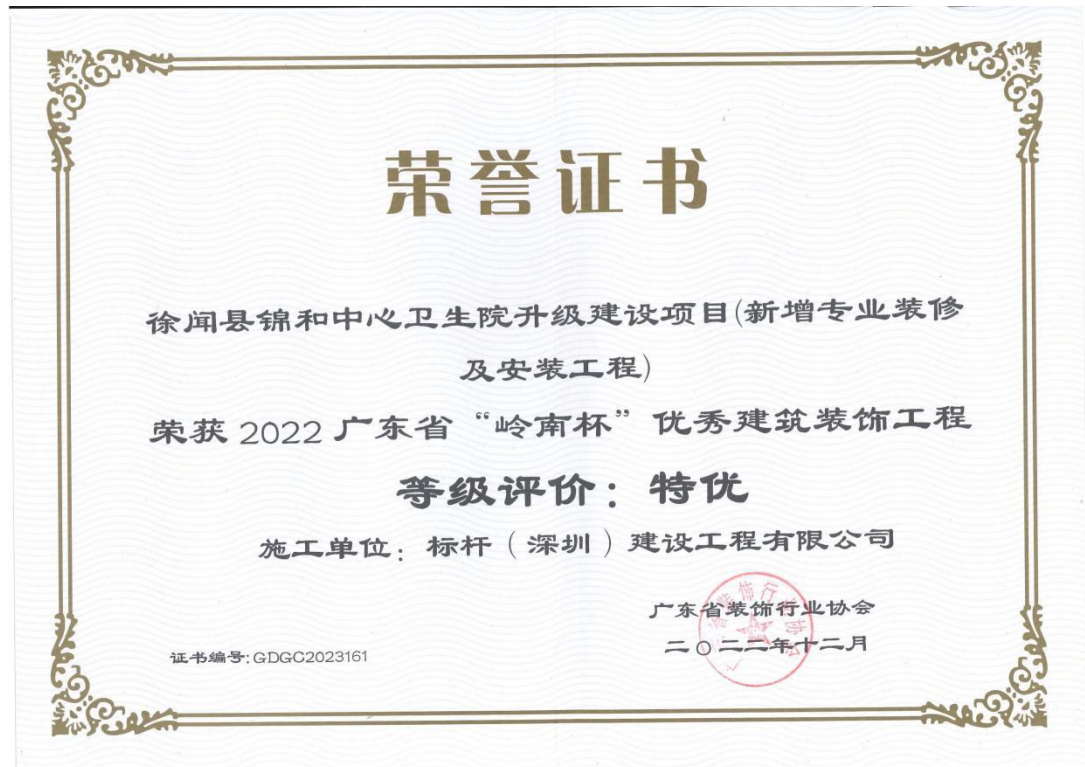 荣誉证书
徐闻县锦和中心卫生院升级建设项目(新增专业装修
及安装工程)
荣获 2022 广东省“岭南杯”优秀建筑装饰工程
等级评价：特优
施工单位：标杆（深圳）建设工程有限公司
广东省装饰行业协会
二〇二二年十二月
证书编号:GDGC2023161